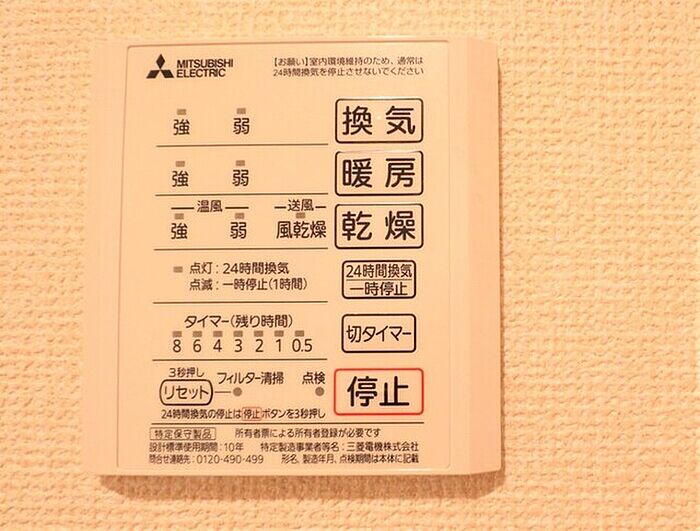 MITSUBISHI
ELECTRIC
【お願い】室内環境維持のため、通常は
24時間換気を停止させないでください
強 弱 換気
強 弱 暖房
温風 送風
強 弱 風乾燥 乾燥
点灯:24時間換気
点滅:一時停止(1時間)
24時間換気
一時停止
タイマー(残り時間)
8 6 4 3 2 1 0.5
切タイマー
3秒押し
リセット フィルター清掃 点検
停止
24時間換気の停止は停止ボタンを3秒押し
特定保守製品 所有者票による所有者登録が必要です
設計標準使用期間:10年 特定製造事業者等名:三菱電機株式会社
問合せ連絡先:0120-490-499 形名、製造年月、点検期間は本体に記載